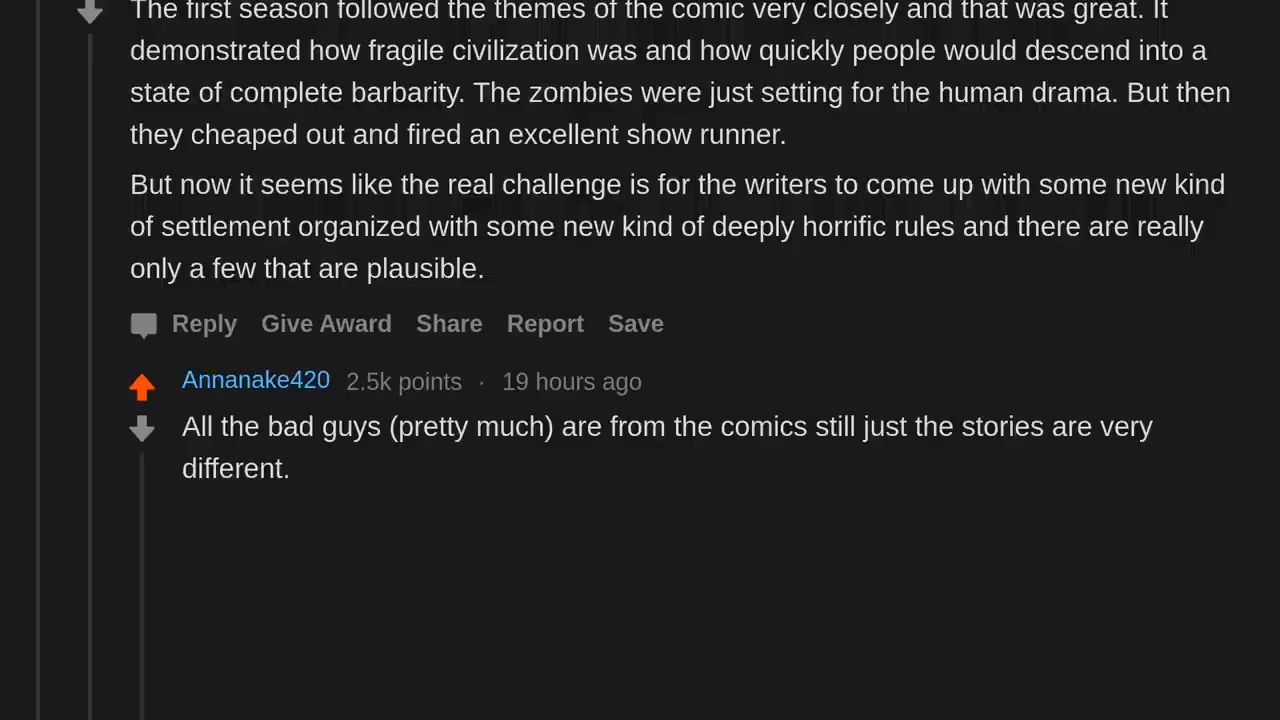 The first season followed the themes of the comic very closely and that was great. It
demonstrated how fragile civilization was and how quickly people would descend into a
state of complete barbarity. The zombies were just setting for the human drama. But then
they cheaped out and fired an excellent show runner.
But now it seems like the real challenge is for the writers to come up with some new kind
of settlement organized with some new kind of deeply horrific rules and there are really
only a few that are plausible.
Reply Give Award Share Report Save
Annanake420 2.5k points · 19 hours ago
All the bad guys (pretty much) are from the comics still just the stories are very
different.